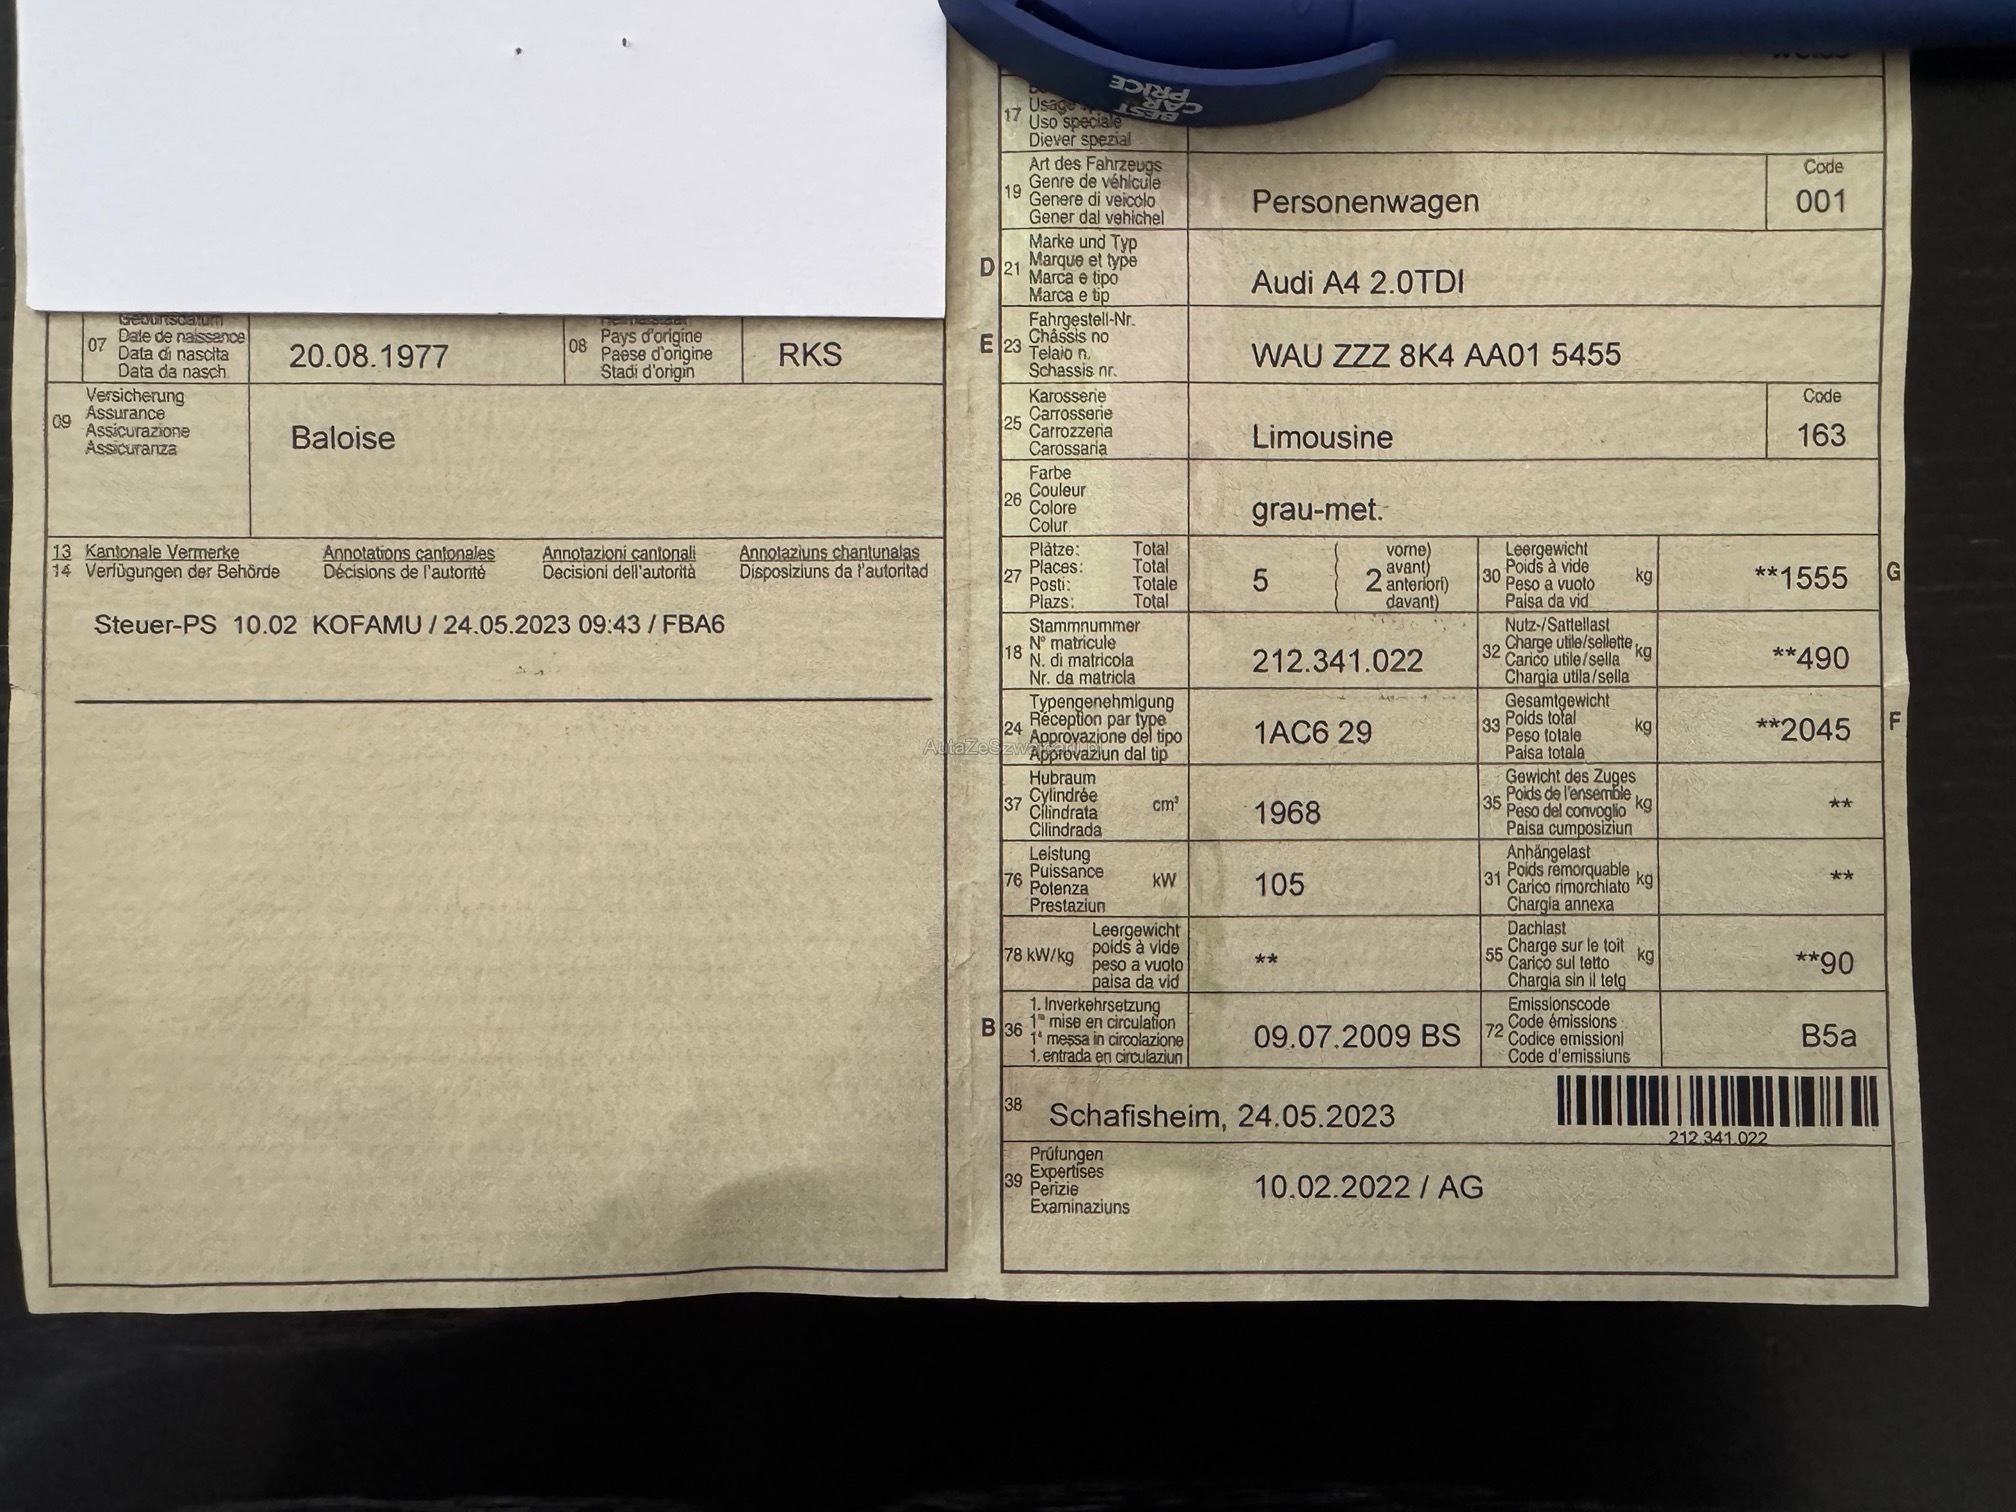 BEST
CAR
PRICE
17
Usage
Uso speciale
Diever spezial
19
Art des Fahrzeugs
Genre de véhicule
Genere di veicolo
Gener dal vehichel
Personenwagen
Code
001
D
21
Marke und Typ
Marque et type
Marca e tipo
Marca e tip
Audi A4 2.0TDI
E
23
Fahrgestell-Nr.
Châssis no
Telaio n.
Schassis nr.
WAU ZZZ 8K4 AA01 5455
25
Karosserie
Carrosserie
Carrozzeria
Carossaria
Limousine
Code
163
26
Farbe
Couleur
Colore
Colur
grau-met.
27
Plätze: Total
Places: Total
Posti: Totale
Plazs: Total
5
( vorne)
( avant)
( 2 anteriori)
( davant)
30
Leergewicht
Poids à vide
Peso a vuoto
Paisa da vid
kg
**1555
G
18
Stammnummer
N° matricule
N. di matricola
Nr. da matricla
212.341.022
32
Nutz-/Sattellast
Charge utile/sellette
Carico utile/sella
Chargia utila/sella
kg
**490
24
Typengenehmigung
Réception par type
Approvazione del tipo
Approvaziun dal tip
1AC6 29
33
Gesamtgewicht
Poids total
Peso totale
Paisa totala
kg
**2045
F
37
Hubraum
Cylindrée
Cilindrata
Cilindrada
cm³
1968
35
Gewicht des Zuges
Poids de l'ensemble
Peso del convoglio
Paisa cumposiziun
kg
**
76
Leistung
Puissance
Potenza
Prestaziun
kW
105
31
Anhängelast
Poids remorquable
Carico rimorchiato
Chargia annexa
kg
**
78 kW/kg
Leergewicht
poids à vide
peso a vuoto
paisa da vid
**
55
Dachlast
Charge sur le toit
Carico sul tetto
Chargia sin il tetg
kg
**90
B
36
1. Inverkehrsetzung
1re mise en circulation
1a messa in circolazione
1. entrada en circulaziun
09.07.2009 BS
72
Emissionscode
Code émissions
Codice emissioni
Code d'emissiuns
B5a
38
Schafisheim, 24.05.2023
212.341.022
39
Prüfungen
Expertises
Perizie
Examinaziuns
10.02.2022 / AG
07
Geburtsdatum
Date de naissance
Data di nascita
Data da nasch.
20.08.1977
08
Heimatstaat
Pays d'origine
Paese d'origine
Stadi d'origin
RKS
09
Versicherung
Assurance
Assicurazione
Assicuranza
Baloise
13 Kantonale Vermerke Annotations cantonales Annotazioni cantonali Annotaziuns chantunalas
14 Verfügungen der Behörde Décisions de l'autorité Decisioni dell'autorità Disposiziuns da l'autoritad
Steuer-PS 10.02 KOFAMU / 24.05.2023 09:43 / FBA6
AutaZeSzwajcarii.pl